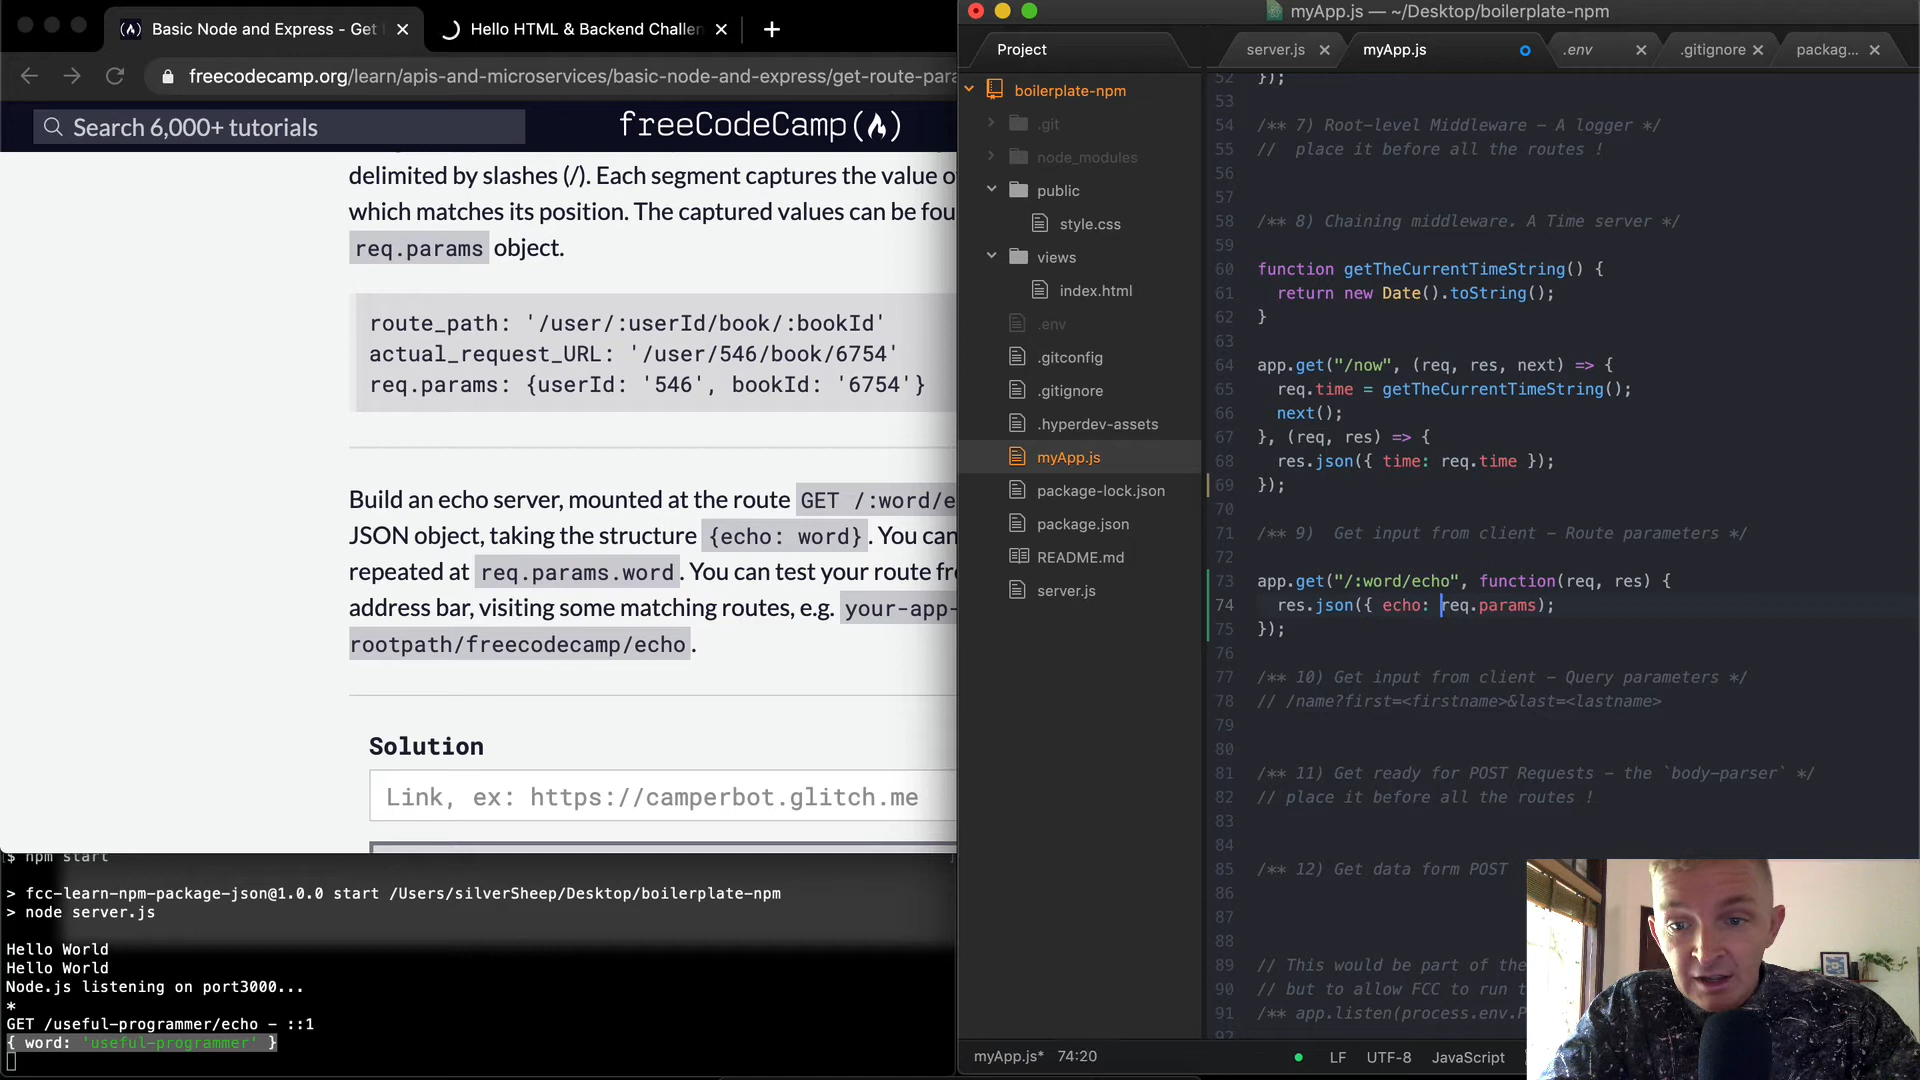 Basic Node and Express - Get
Hello HTML & Backend Challen
freecodecamp.org/learn/apis-and-microservices/basic-node-and-express/get-route-para
Search 6,000+ tutorials
freeCodeCamp
delimited by slashes (/). Each segment captures the value o
which matches its position. The captured values can be fou
req.params object.
route_path: '/user/:userId/book/:bookId'
actual_request_URL: '/user/546/book/6754'
req.params: {userId: '546', bookId: '6754'}
Build an echo server, mounted at the route GET /:word/e
JSON object, taking the structure {echo: word}. You can
repeated at req.params.word. You can test your route fr
address bar, visiting some matching routes, e.g. your-app-
rootpath/freecodecamp/echo.
Solution
Link, ex: https://camperbot.glitch.me
$ npm start
> fcc-learn-npm-package-json@1.0.0 start /Users/silverSheep/Desktop/boilerplate-npm
> node server.js
Hello World
Hello World
Node.js listening on port3000...
*
GET /useful-programmer/echo - ::1
{ word: 'useful-programmer' }
myApp.js — ~/Desktop/boilerplate-npm
Project
server.js
myApp.js
.env
.gitignore
packag...
boilerplate-npm
.git
node_modules
public
style.css
views
index.html
.env
.gitconfig
.gitignore
.hyperdev-assets
myApp.js
package-lock.json
package.json
README.md
server.js
52 });
53
54 /** 7) Root-level Middleware - A logger */
55 //  place it before all the routes !
56
57
58 /** 8) Chaining middleware. A Time server */
59
60 function getTheCurrentTimeString() {
61   return new Date().toString();
62 }
63
64 app.get("/now", (req, res, next) => {
65   req.time = getTheCurrentTimeString();
66   next();
67 }, (req, res) => {
68   res.json({ time: req.time });
69 });
70
71 /** 9)  Get input from client - Route parameters */
72
73 app.get("/:word/echo", function(req, res) {
74   res.json({ echo: req.params);
75 });
76
77 /** 10) Get input from client - Query parameters */
78 // /name?first=<firstname>&last=<lastname>
79
80
81 /** 11) Get ready for POST Requests - the `body-parser` */
82 // place it before all the routes !
83
84
85 /** 12) Get data form POST
86
87
88
89 // This would be part of the
90 // but to allow FCC to run t
91 /** app.listen(process.env.P
92
myApp.js* 74:20
LF UTF-8 JavaScript